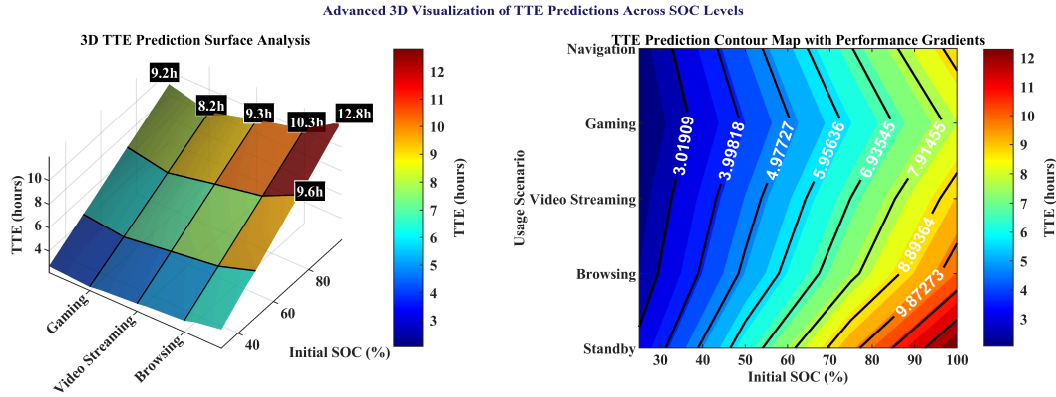 Advanced 3D Visualization of TTE Predictions Across SOC Levels
3D TTE Prediction Surface Analysis
9.2h
8.2h
9.3h
10.3h
12.8h
9.6h
TTE (hours)
10
8
6
4
Gaming
Video Streaming
Browsing
40
60
80
Initial SOC (%)
12
11
10
9
8
7
6
5
4
3
TTE (hours)
TTE Prediction Contour Map with Performance Gradients
Usage Scenario
Navigation
Gaming
Video Streaming
Browsing
Standby
3.01909
3.99818
4.97727
5.95636
6.93545
7.91455
8.89364
9.87273
30
40
50
60
70
80
90
100
Initial SOC (%)
12
11
10
9
8
7
6
5
4
3
TTE (hours)